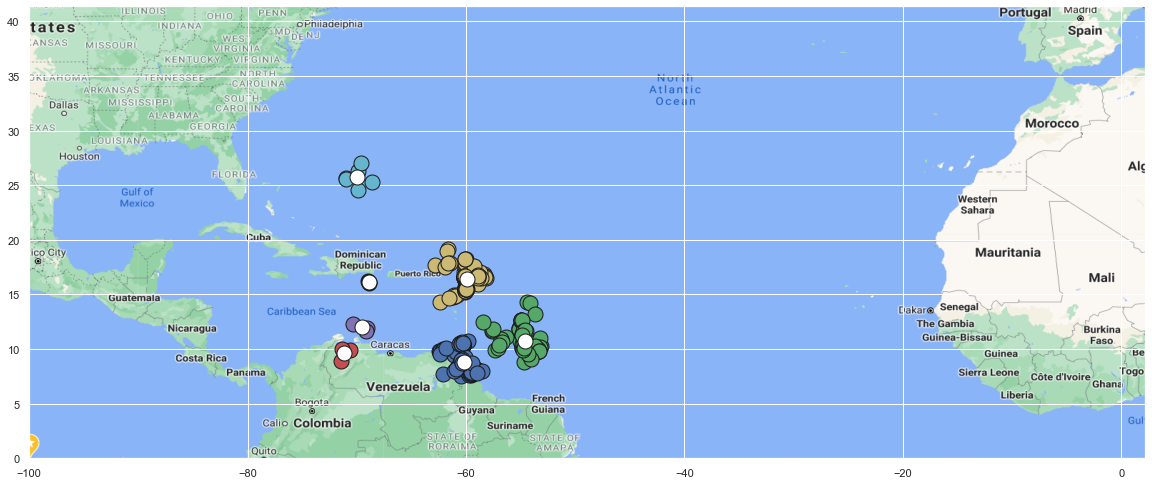 ILLINOIS
OHIO
PENN
Madrid
Portugal
40
tates
INDIANA
Philadelphia
Spain
ANSAS
MISSOURI
WEST
VIRGINIA
MD
DE NJ
KENTUCKY
VIRGINIA
35
OKLAHOMA
TENNESSEE
NORTH
CAROLINA
North
Atlantic
Ocean
ARKANSAS
Dallas
MISSISSIPPI
SOUTH
CAROLINA
ALABAMA
Morocco
30
EXAS
GEORGIA
LOUISIANA
Houston
Alg
25
FLORIDA
Gulf of
Mexico
Western
Sahara
20
Cuba
ico City
Dominican
Republic
Mauritania
Puerto Rico
Mali
15
Guatemala
Caribbean Sea
Dakar
Senegal
Nicaragua
The Gambia
Burkina
Faso
Guinea-Bissau
10
Caracas
Costa Rica
Guinea
Be
Panama
Sierra Leone
Côte d'Ivoire
Togo
Venezuela
Ghana
Liberia
5
Bogota
Guyana
French
Guiana
Cali
Colombia
Suriname
Gulf
STATE OF
RORAIMA
STATE OF
AMAPA
Quito
0
−100
−80
−60
−40
−20
0